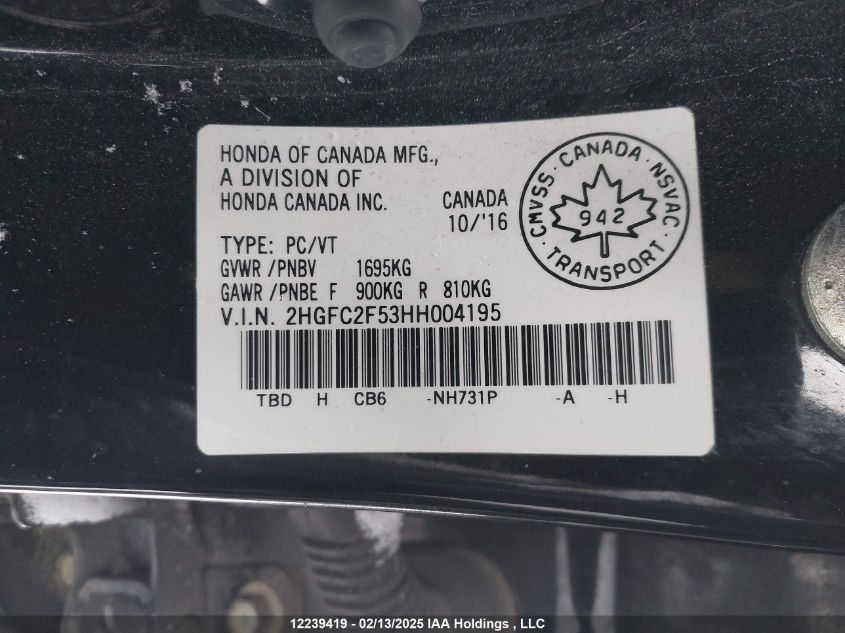 HONDA OF CANADA MFG.,
A DIVISION OF
HONDA CANADA INC.
CANADA
10/'16
CMVSS · CANADA · NSVAC
942
· TRANSPORT ·
TYPE: PC/VT
GVWR /PNBV 1695KG
GAWR /PNBE F 900KG R 810KG
V.I.N. 2HGFC2F53HH004195
TBD H CB6 -NH731P -A -H
12239419 - 02/13/2025 IAA Holdings , LLC